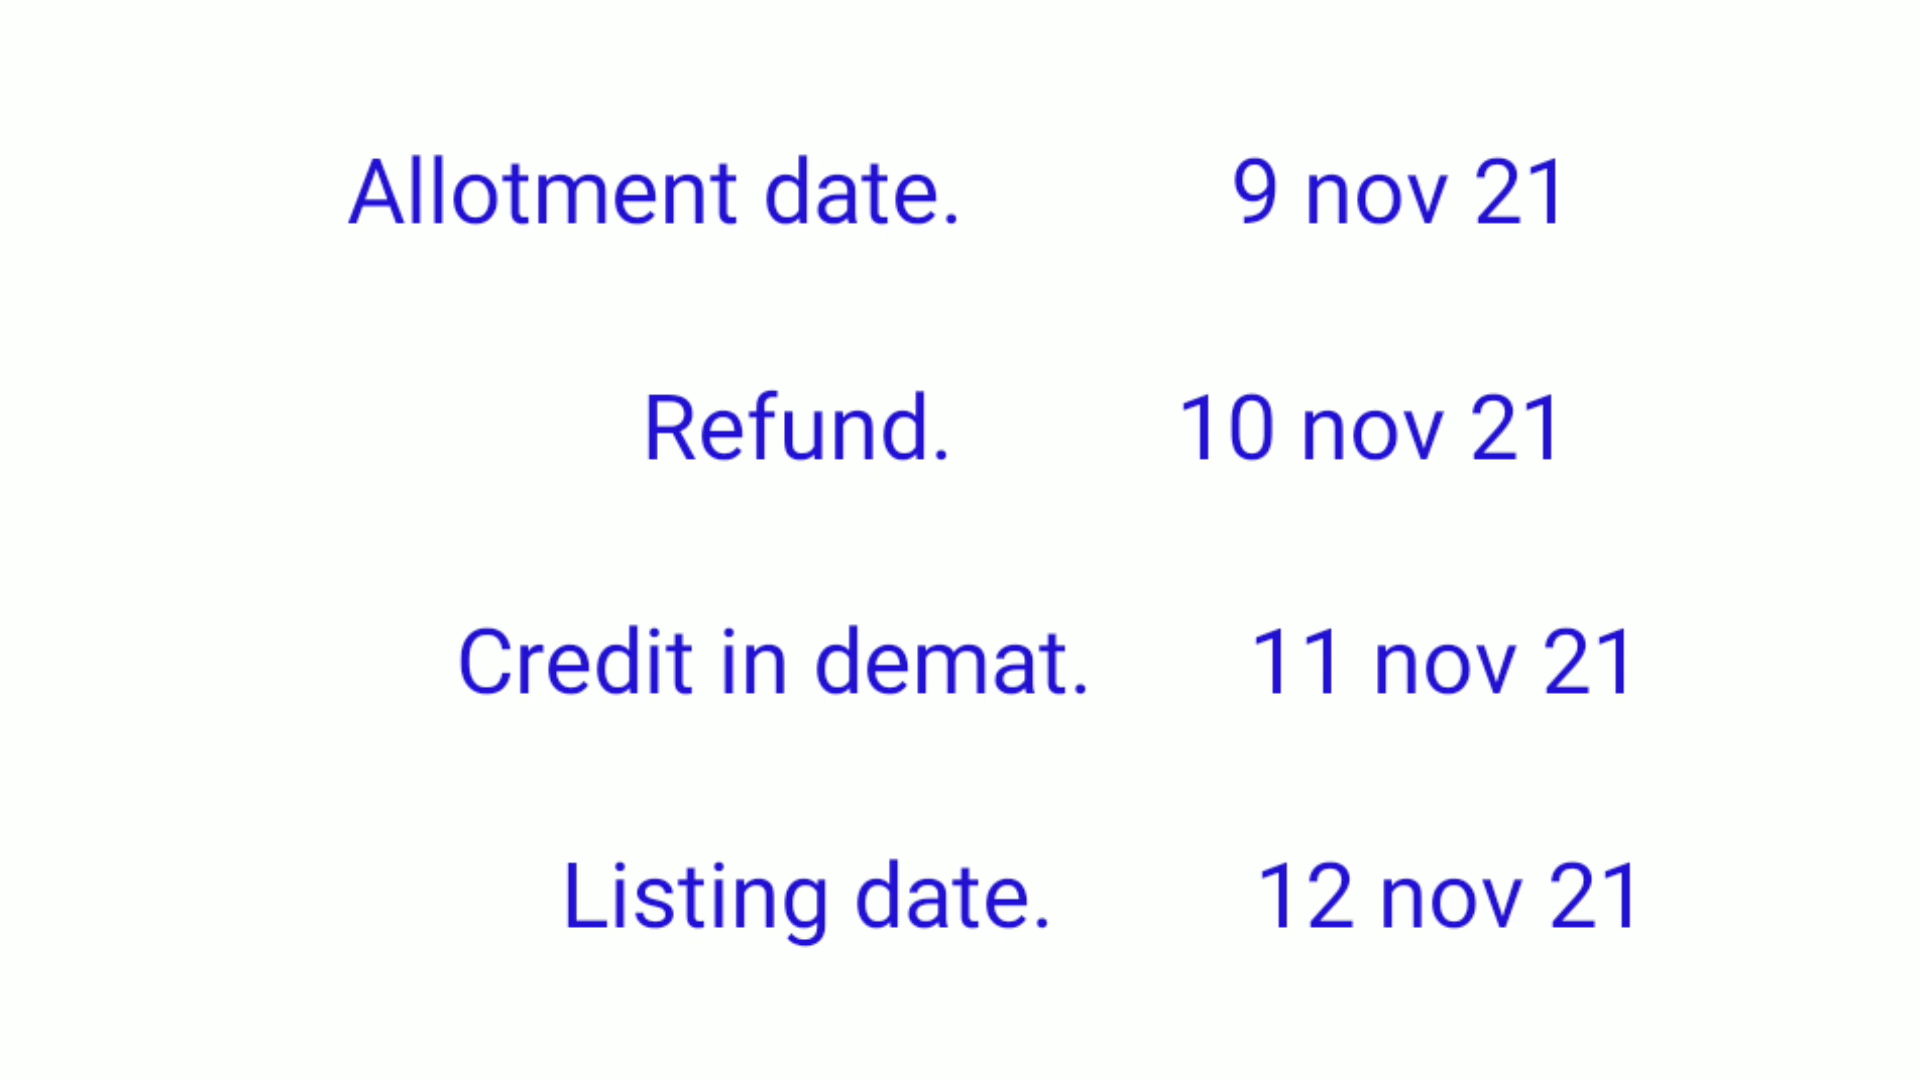 Allotment date. 9 nov 21
Refund. 10 nov 21
Credit in demat. 11 nov 21
Listing date. 12 nov 21